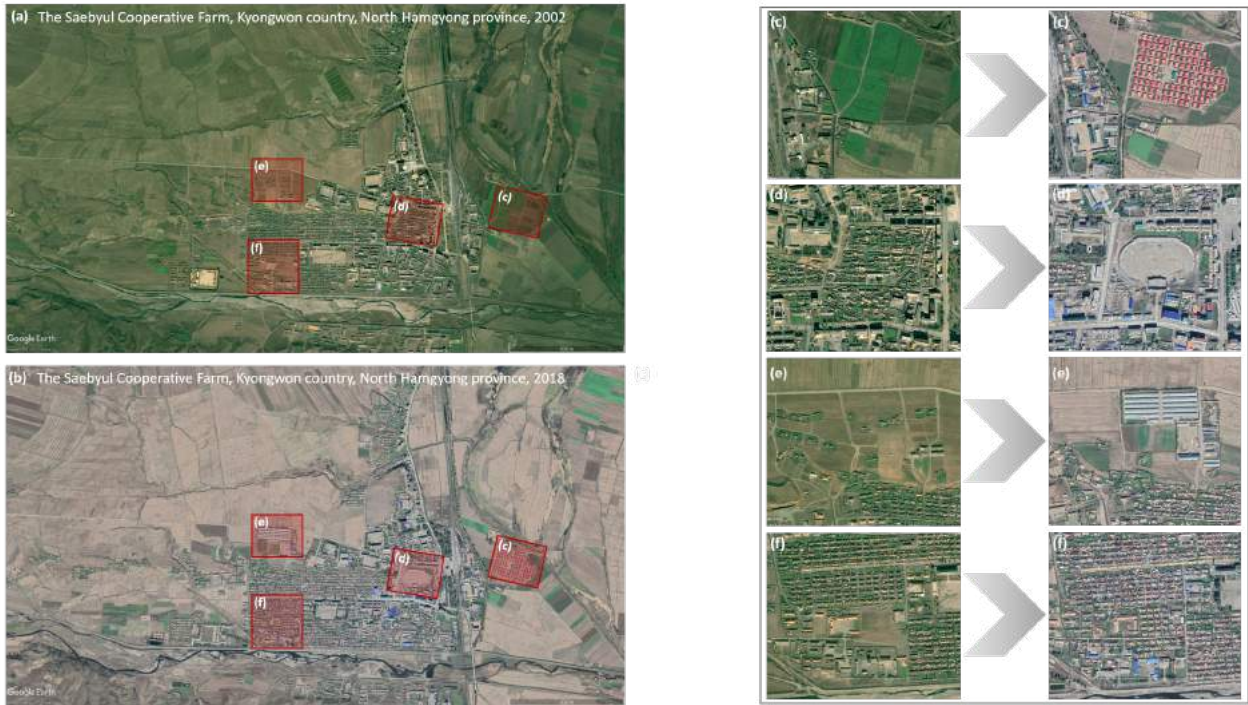 (a) The Saebyul Cooperative Farm, Kyongwon country, North Hamgyong province, 2002
(e)
(d)
(c)
(f)
Google Earth
(b) The Saebyul Cooperative Farm, Kyongwon country, North Hamgyong province, 2018
(e)
(d)
(c)
(f)
Google Earth
(c)
(c)
(d)
(d)
(e)
(e)
(f)
(f)